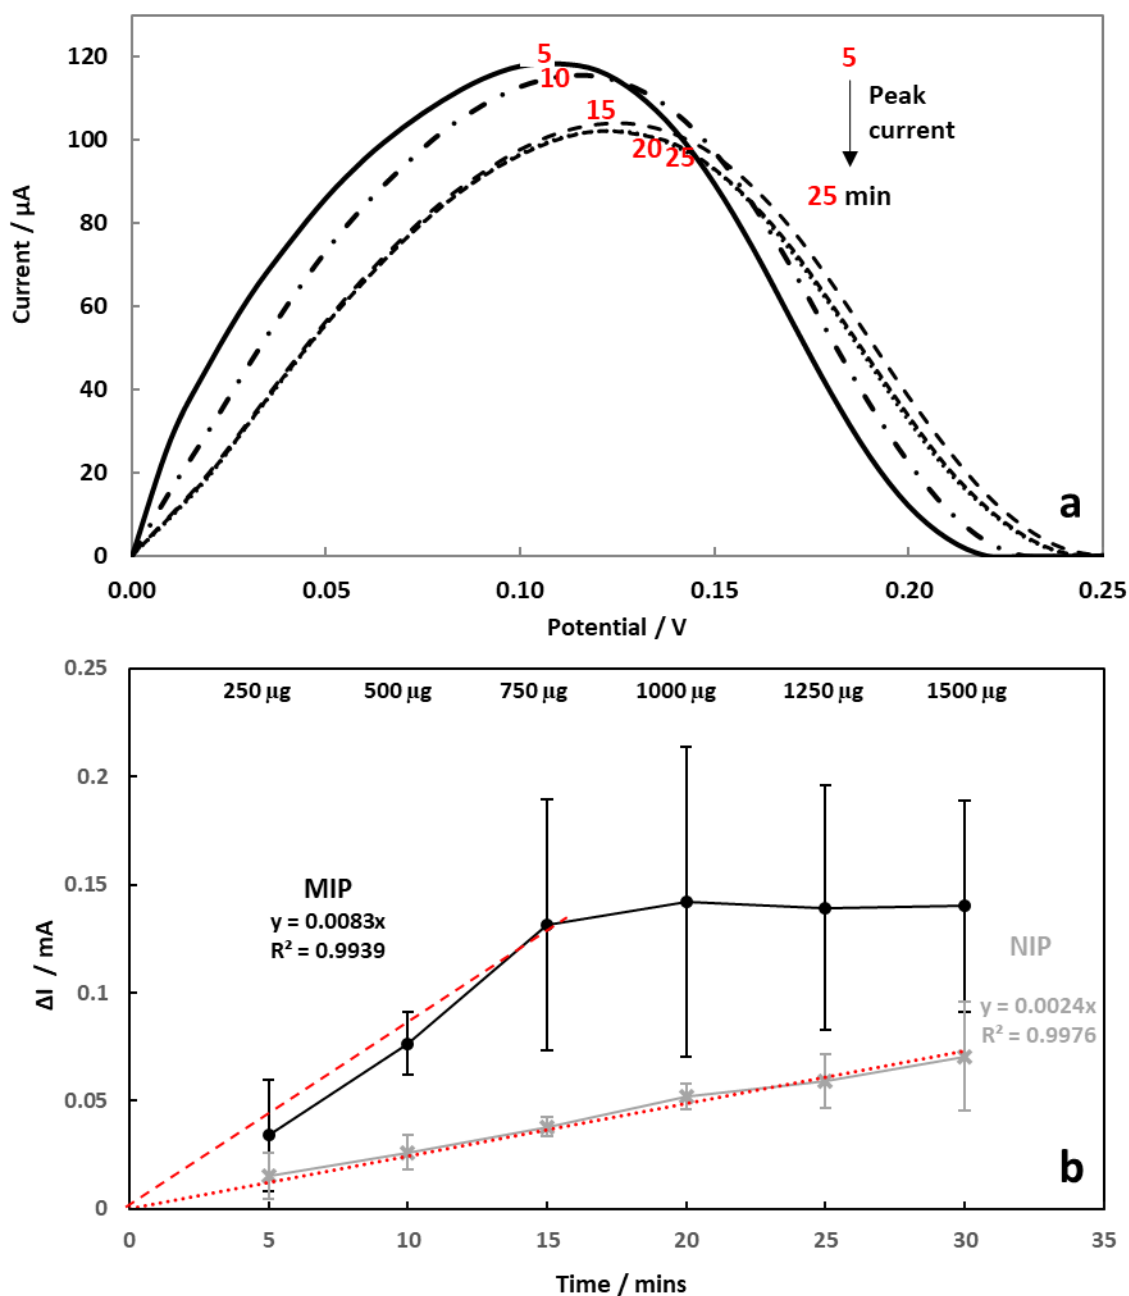 120
100
80
60
40
20
0
Current / µA
5
10
15
20
25
5
Peak
current
25 min
a
0.00 0.05 0.10 0.15 0.20 0.25
Potential / V
0.25
0.2
0.15
0.1
0.05
0
ΔI / mA
250 µg 500 µg 750 µg 1000 µg 1250 µg 1500 µg
MIP
y = 0.0083x
R² = 0.9939
NIP
y = 0.0024x
R² = 0.9976
b
0 5 10 15 20 25 30 35
Time / mins